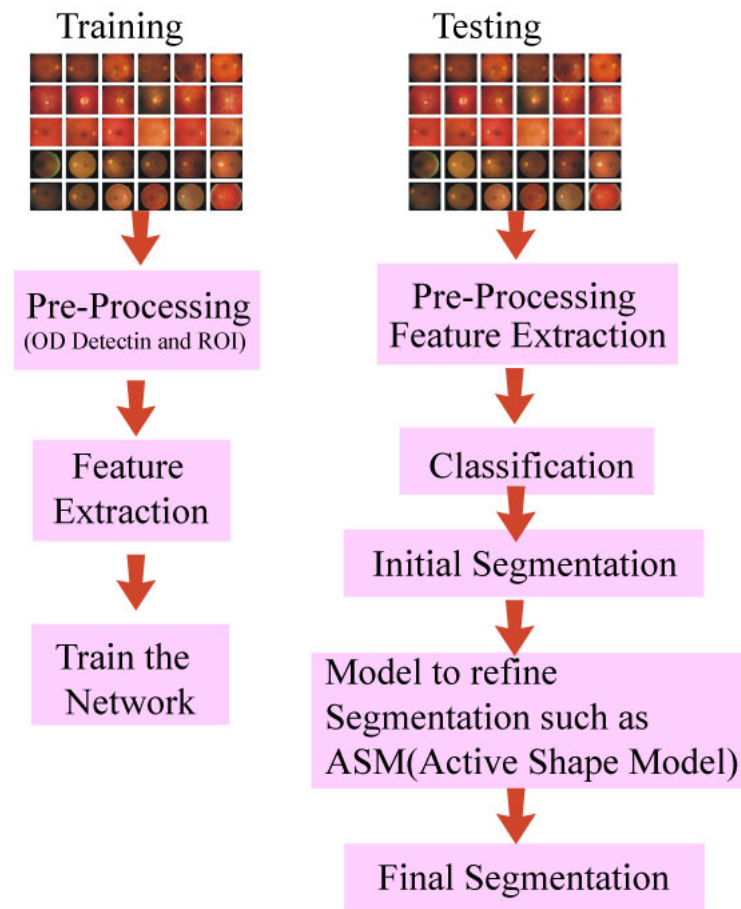 Training
Pre-Processing
(OD Detectin and ROI)
Feature
Extraction
Train the
Network
Testing
Pre-Processing
Feature Extraction
Classification
Initial Segmentation
Model to refine
Segmentation such as
ASM(Active Shape Model)
Final Segmentation